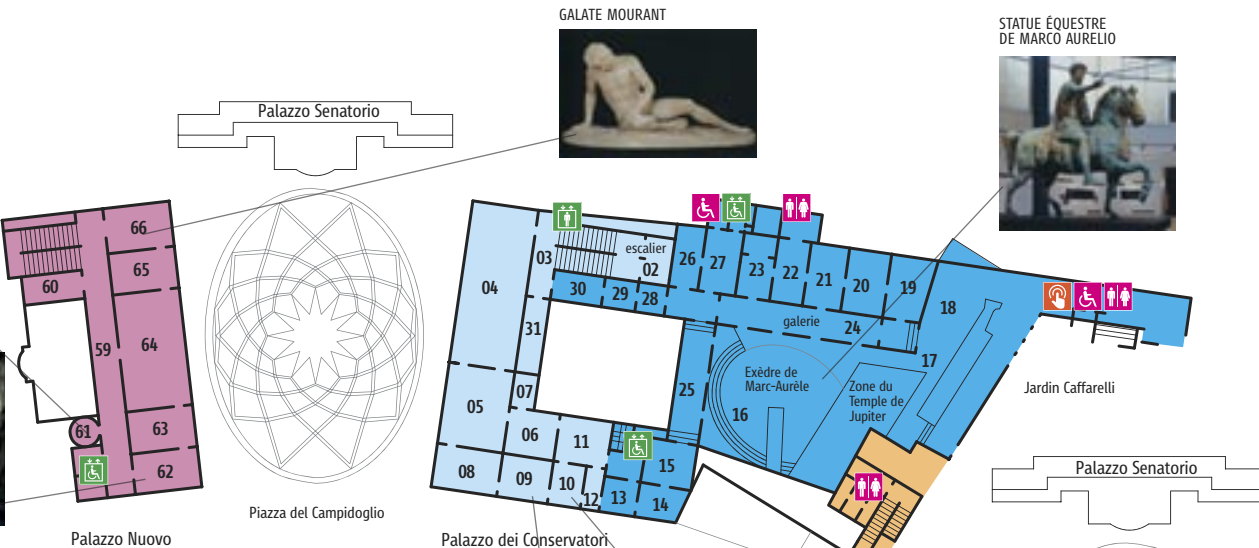 GALATE MOURANT
STATUE ÉQUESTRE
DE MARCO AURELIO
Palazzo Senatorio
66
65
60
59
64
61
63
62
Palazzo Nuovo
Piazza del Campidoglio
escalier
03
02
26
27
23
22
21
20
19
18
04
30
29
28
galerie
24
31
17
Exèdre de
Marc-Aurèle
Zone du
Temple de
Jupiter
Jardin Caffarelli
07
25
05
16
06
11
15
08
09
10
12
13
14
Palazzo dei Conservatori
Palazzo Senatorio